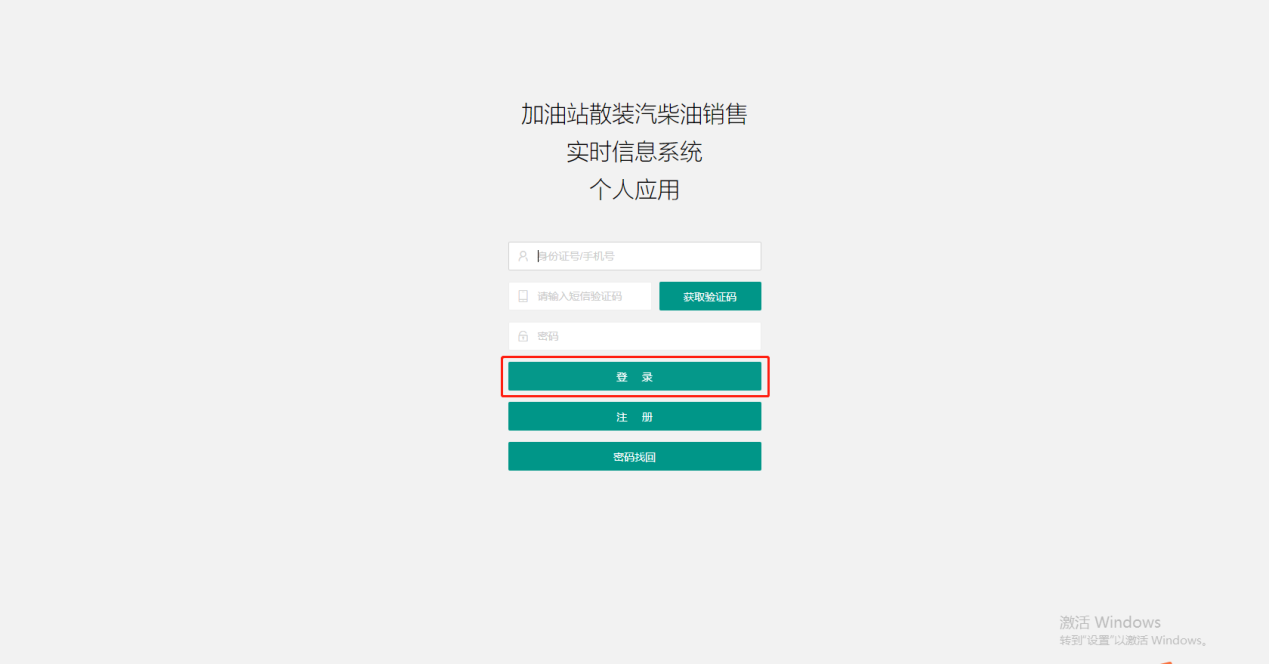 加油站散装汽柴油销售
实时信息系统
个人应用
身份证号/手机号
请输入短信验证码
获取验证码
密码
登 录
注 册
密码找回
激活 Windows
转到"设置"以激活 Windows。